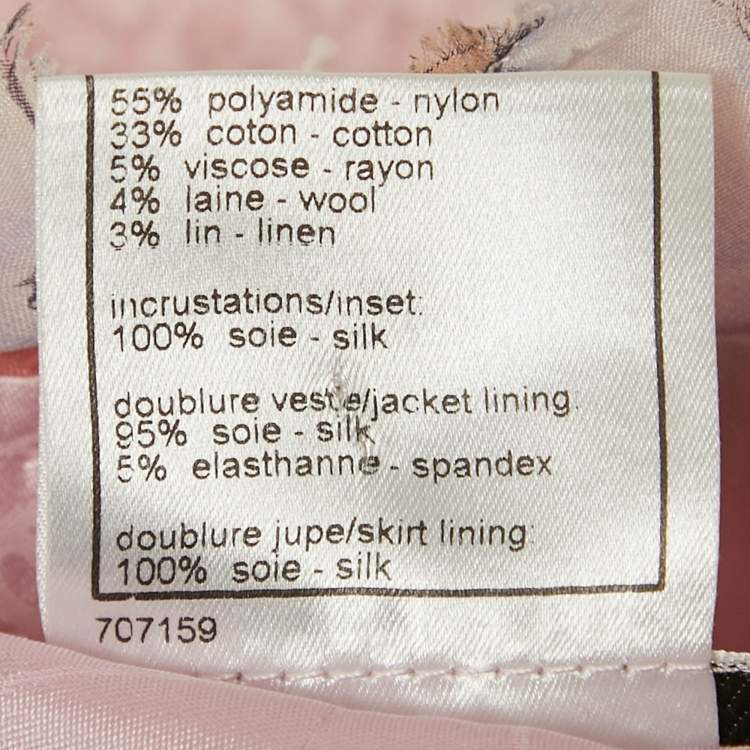 55% polyamide - nylon
33% coton - cotton
5% viscose - rayon
4% laine - wool
3% lin - linen
incrustations/inset:
100% soie - silk
doublure veste/jacket lining:
95% soie - silk
5% elasthanne - spandex
doublure jupe/skirt lining:
100% soie - silk
707159